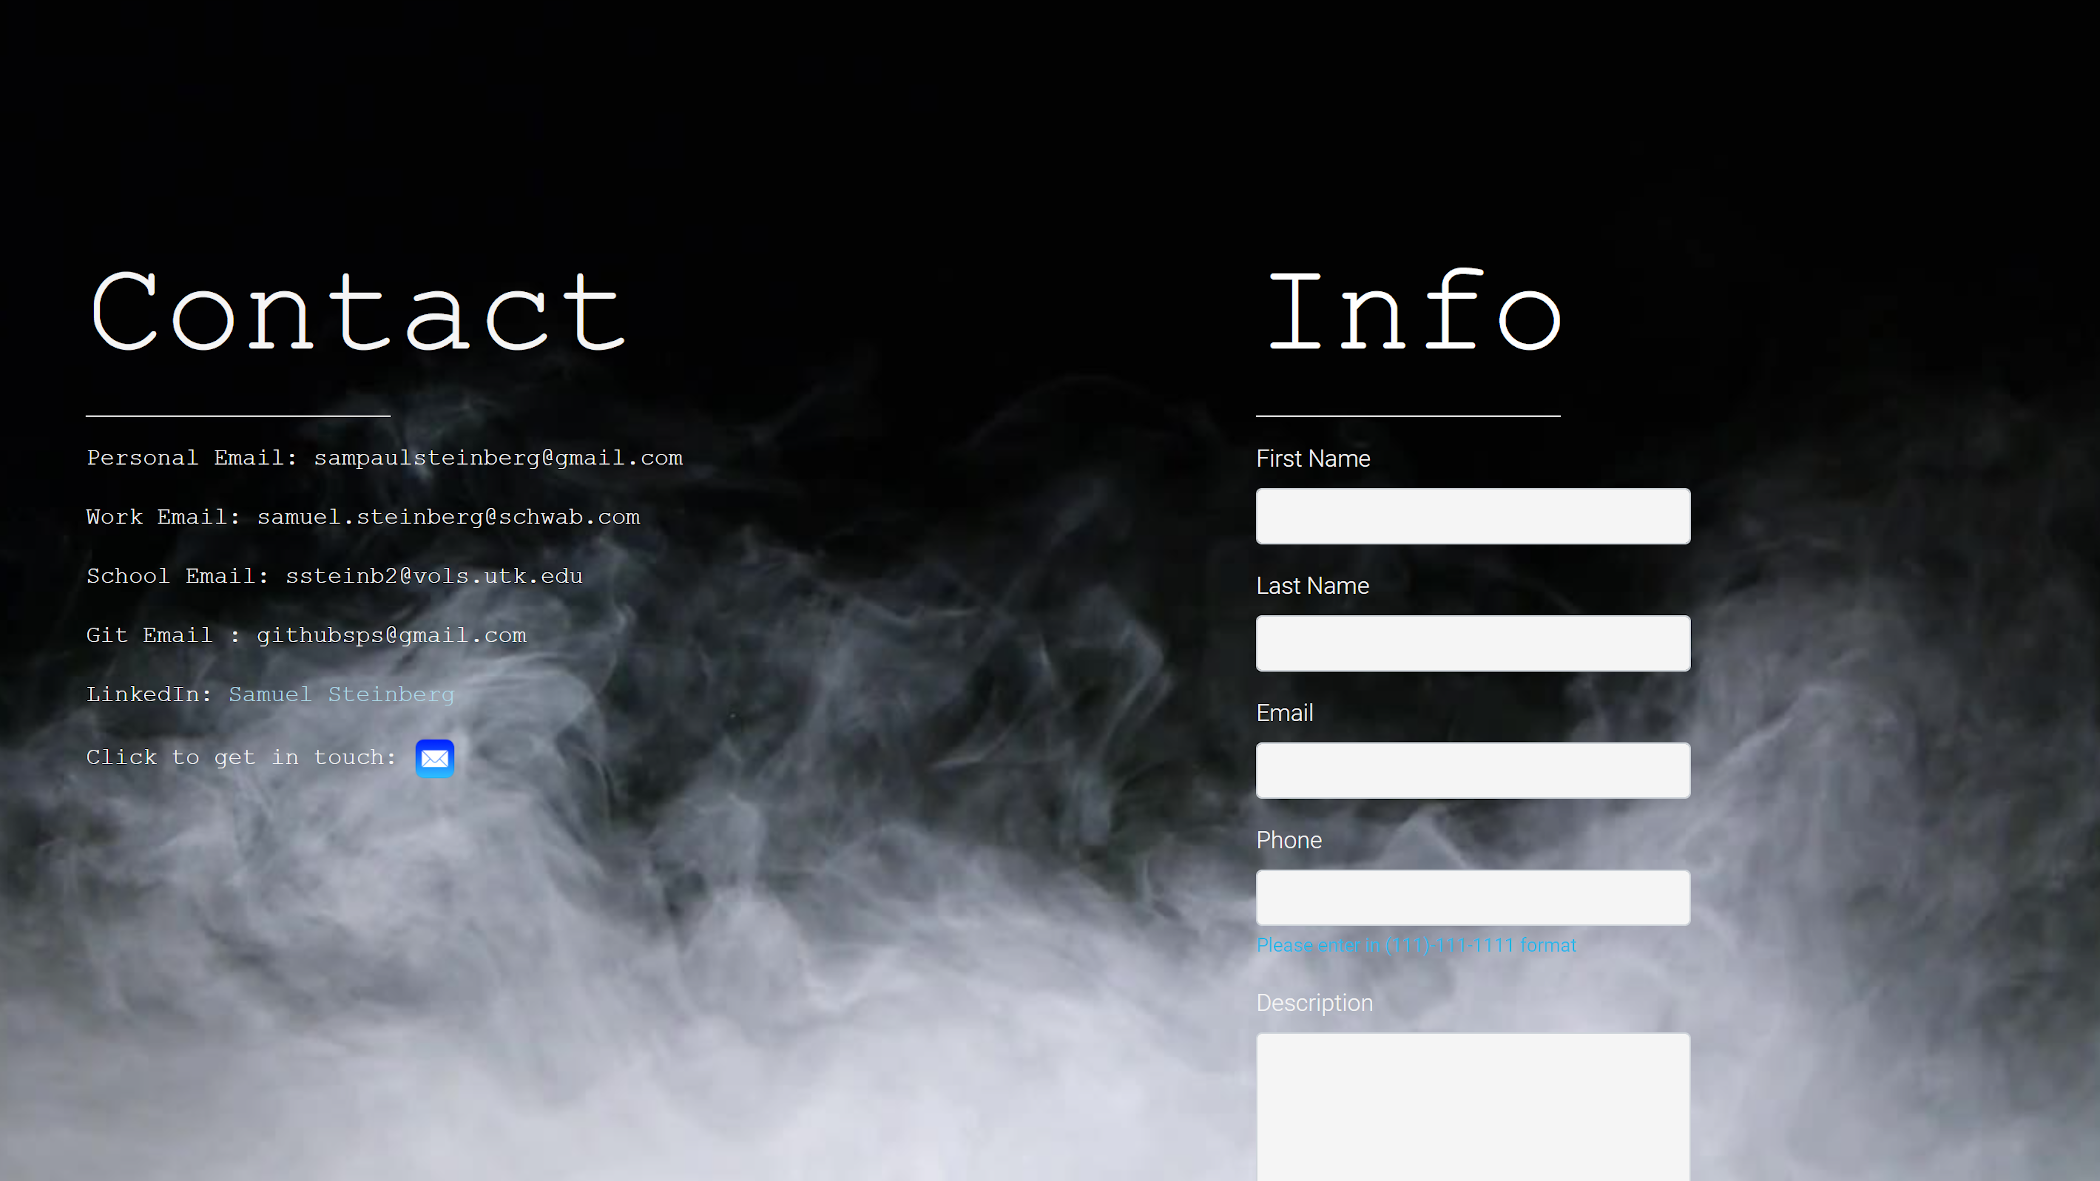 Contact
Personal Email: sampaulsteinberg@gmail.com
Work Email: samuel.steinberg@schwab.com
School Email: ssteinb2@vols.utk.edu
Git Email : githubsps@gmail.com
LinkedIn: Samuel Steinberg
Click to get in touch:
Info
First Name
Last Name
Email
Phone
Please enter in (111)-111-1111 format
Description